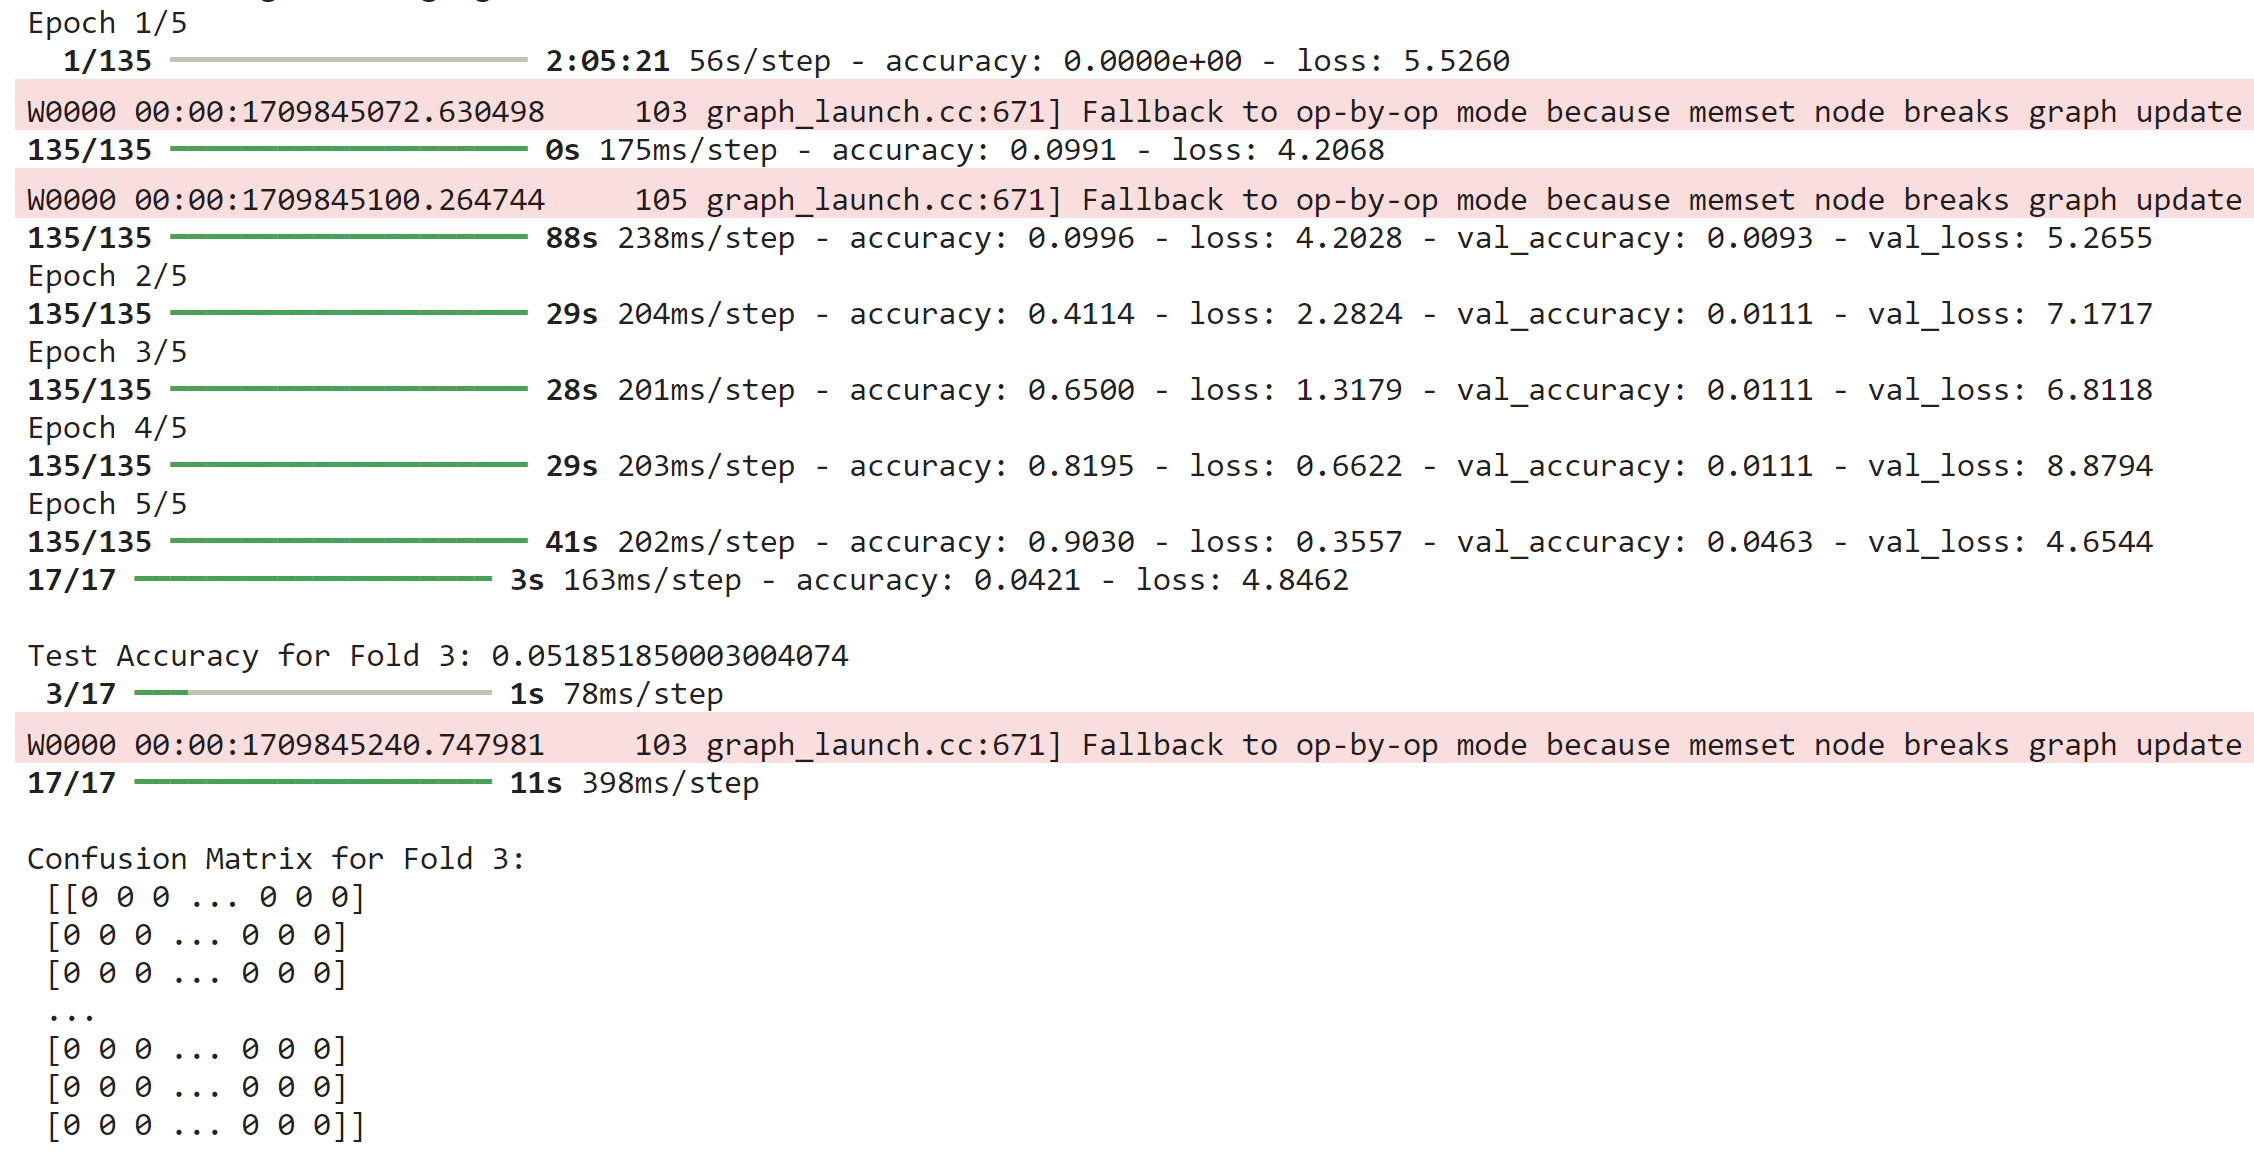 Epoch 1/5
1/135 2:05:21 56s/step - accuracy: 0.0000e+00 - loss: 5.5260
W0000 00:00:1709845072.630498     103 graph_launch.cc:671] Fallback to op-by-op mode because memset node breaks graph update
135/135 0s 175ms/step - accuracy: 0.0991 - loss: 4.2068
W0000 00:00:1709845100.264744     105 graph_launch.cc:671] Fallback to op-by-op mode because memset node breaks graph update
135/135 88s 238ms/step - accuracy: 0.0996 - loss: 4.2028 - val_accuracy: 0.0093 - val_loss: 5.2655
Epoch 2/5
135/135 29s 204ms/step - accuracy: 0.4114 - loss: 2.2824 - val_accuracy: 0.0111 - val_loss: 7.1717
Epoch 3/5
135/135 28s 201ms/step - accuracy: 0.6500 - loss: 1.3179 - val_accuracy: 0.0111 - val_loss: 6.8118
Epoch 4/5
135/135 29s 203ms/step - accuracy: 0.8195 - loss: 0.6622 - val_accuracy: 0.0111 - val_loss: 8.8794
Epoch 5/5
135/135 41s 202ms/step - accuracy: 0.9030 - loss: 0.3557 - val_accuracy: 0.0463 - val_loss: 4.6544
17/17 3s 163ms/step - accuracy: 0.0421 - loss: 4.8462
Test Accuracy for Fold 3: 0.051851850003004074
3/17 1s 78ms/step
W0000 00:00:1709845240.747981     103 graph_launch.cc:671] Fallback to op-by-op mode because memset node breaks graph update
17/17 11s 398ms/step
Confusion Matrix for Fold 3:
[[0 0 0 ... 0 0 0]
[0 0 0 ... 0 0 0]
[0 0 0 ... 0 0 0]
...
[0 0 0 ... 0 0 0]
[0 0 0 ... 0 0 0]
[0 0 0 ... 0 0 0]]